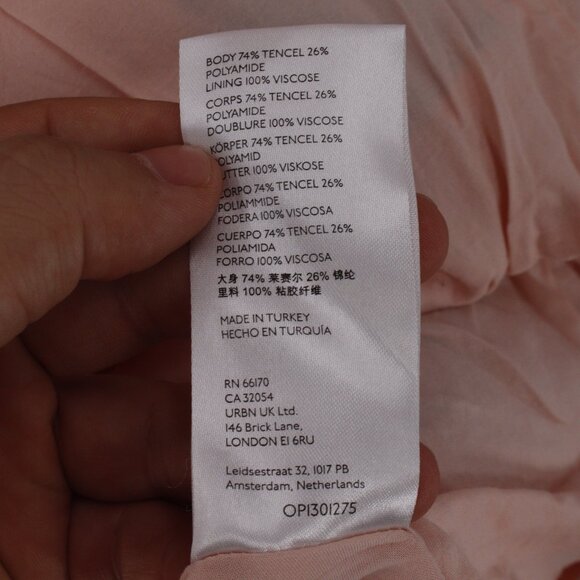 BODY 74% TENCEL 26%
POLYAMIDE
LINING 100% VISCOSE
CORPS 74% TENCEL 26%
POLYAMIDE
DOUBLURE 100% VISCOSE
KÖRPER 74% TENCEL 26%
POLYAMID
UTTER 100% VISKOSE
CORPO 74% TENCEL 26%
POLIAMMIDE
FODERA 100% VISCOSA
CUERPO 74% TENCEL 26%
POLIAMIDA
FORRO 100% VISCOSA
大身 74% 莱赛尔 26% 锦纶
里料 100% 粘胶纤维
MADE IN TURKEY
HECHO EN TURQUÍA
RN 66170
CA 32054
URBN UK Ltd.
146 Brick Lane,
LONDON E1 6RU
Leidsestraat 32, 1017 PB
Amsterdam, Netherlands
OP1301275